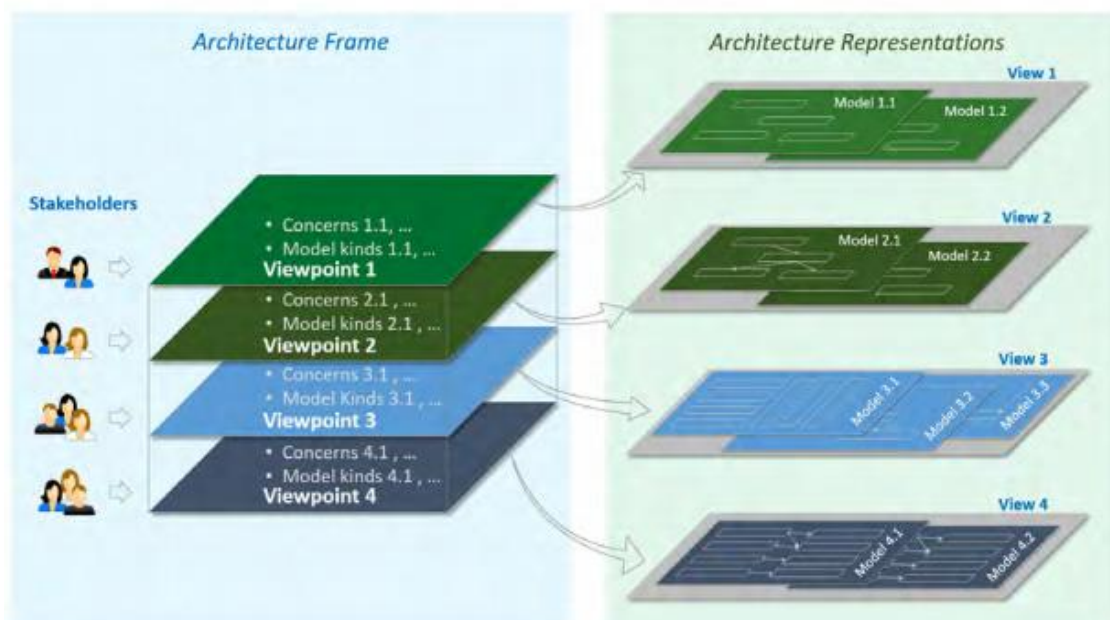 Architecture Frame
Stakeholders
• Concerns 1.1, ...
• Model kinds 1.1, ...
Viewpoint 1
• Concerns 2.1 , ...
• Model kinds 2.1 , ...
Viewpoint 2
• Concerns 3.1 , ...
• Model Kinds 3.1 , ...
Viewpoint 3
• Concerns 4.1 , ...
• Model kinds 4.1 , ...
Viewpoint 4
Architecture Representations
View 1
Model 1.1
Model 1.2
View 2
Model 2.1
Model 2.2
View 3
Model 3.1
Model 3.2
Model 3.3
View 4
Model 4.1
Model 4.2